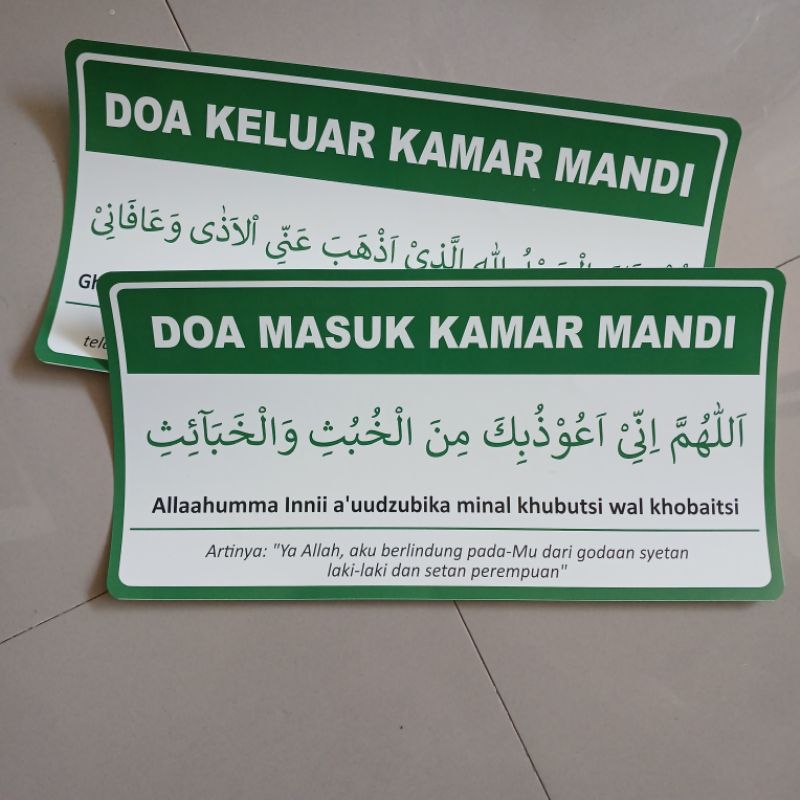 DOA KELUAR KAMAR MANDI
الَّذِيْ اَذْهَبَ عَنِّى الْاَذٰى وَعَافَانِيْ
DOA MASUK KAMAR MANDI
اَللّٰهُمَّ اِنِّيْ اَعُوْذُبِكَ مِنَ الْخُبُثِ وَالْخَبَآئِثِ
Allaahumma Innii a'uudzubika minal khubutsi wal khobaitsi
Artinya: "Ya Allah, aku berlindung pada-Mu dari godaan syetan
laki-laki dan setan perempuan"